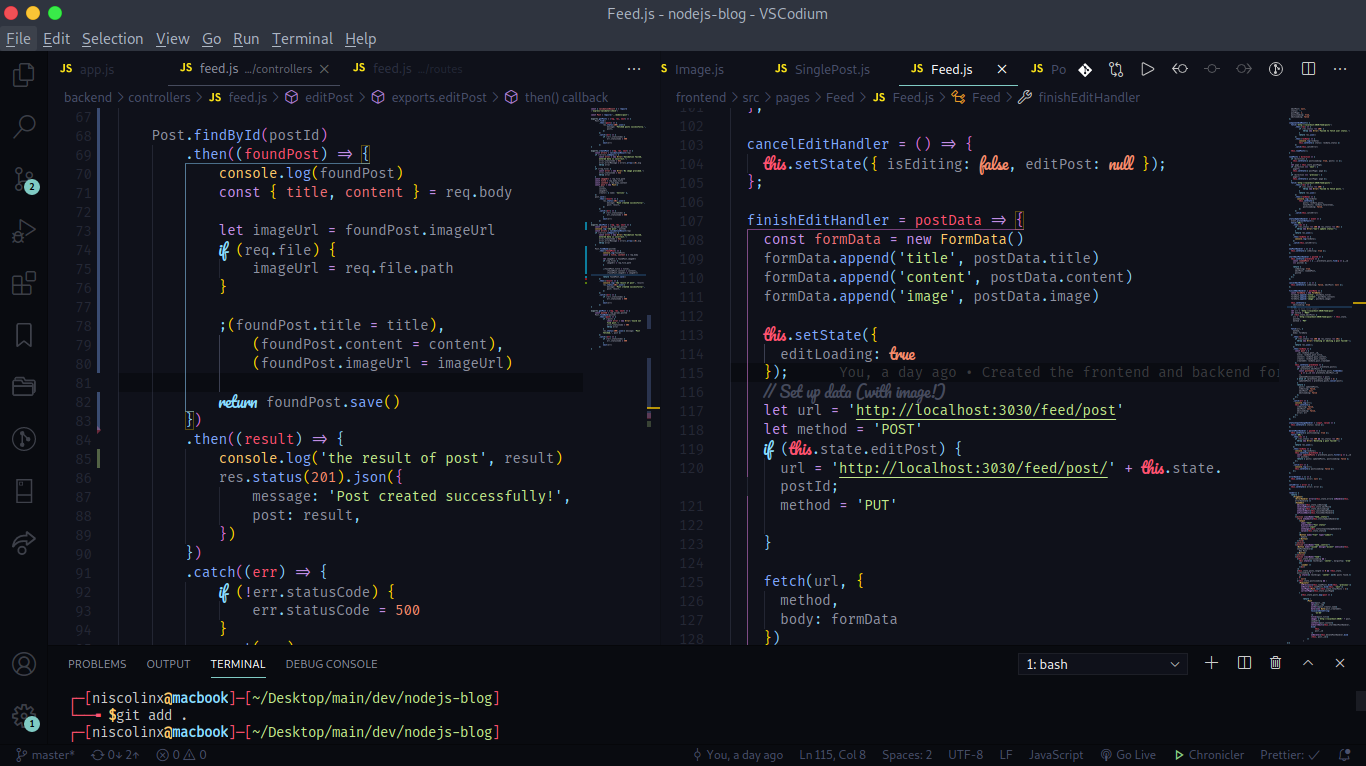 Feed.js - nodejs-blog - VSCodium
File Edit Selection View Go Run Terminal Help
JS app.js JS feed.js .../controllers JS feed.js .../routes
JS Image.js JS SinglePost.js JS Feed.js JS Po
backend > controllers > JS feed.js > editPost > exports.editPost > then() callback
frontend > src > pages > Feed > JS Feed.js > Feed > finishEditHandler
67
68 Post.findById(postId)
69 .then((foundPost) => {
70 console.log(foundPost)
71 const { title, content } = req.body
72
73 let imageUrl = foundPost.imageUrl
74 if (req.file) {
75 imageUrl = req.file.path
76 }
77
78 ;(foundPost.title = title),
79 (foundPost.content = content),
80 (foundPost.imageUrl = imageUrl)
81
82 return foundPost.save()
83 })
84 .then((result) => {
85 console.log('the result of post', result)
86 res.status(201).json({
87 message: 'Post created successfully!',
88 post: result,
89 })
90 })
91 .catch((err) => {
92 if (!err.statusCode) {
93 err.statusCode = 500
94 }
101 };
102
103 cancelEditHandler = () => {
104 this.setState({ isEditing: false, editPost: null });
105 };
106
107 finishEditHandler = postData => {
108 const formData = new FormData()
109 formData.append('title', postData.title)
110 formData.append('content', postData.content)
111 formData.append('image', postData.image)
112
113 this.setState({
114 editLoading: true
115 }); You, a day ago • Created the frontend and backend for
116 // Set up data (with image!)
117 let url = 'http://localhost:3030/feed/post'
118 let method = 'POST'
119 if (this.state.editPost) {
120 url = 'http://localhost:3030/feed/post/' + this.state.
postId;
121 method = 'PUT'
122
123 }
124
125 fetch(url, {
126 method,
127 body: formData
128 })
2
1
PROBLEMS OUTPUT TERMINAL DEBUG CONSOLE 1: bash
[niscolinx@macbook]─[~/Desktop/main/dev/nodejs-blog]
$git add .
[niscolinx@macbook]─[~/Desktop/main/dev/nodejs-blog]
master* 0↓ 2↑ 0 0 You, a day ago Ln 115, Col 8 Spaces: 2 UTF-8 LF JavaScript Go Live Chronicler Prettier: ✓